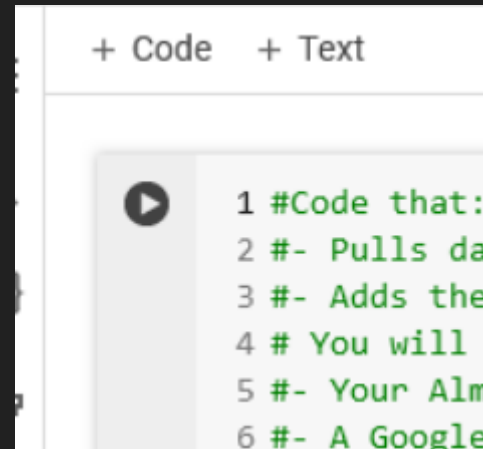 + Code + Text
1 #Code that:
2 #- Pulls da
3 #- Adds the
4 # You will
5 #- Your Alm
6 #- A Google